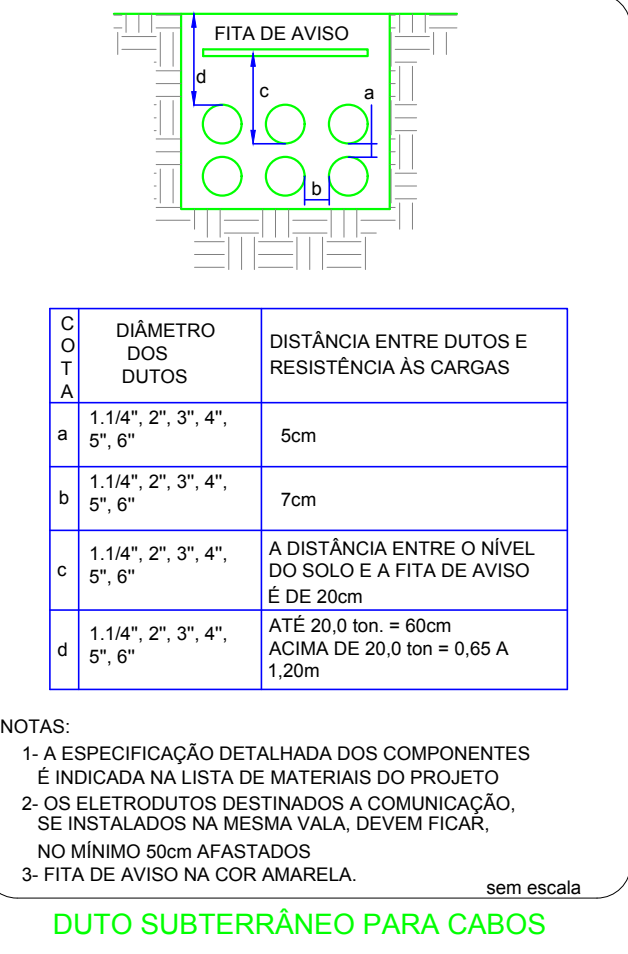 FITA DE AVISO
d
c
a
b
C
O
T
A
DIÂMETRO
DOS
DUTOS
DISTÂNCIA ENTRE DUTOS E
RESISTÊNCIA ÀS CARGAS
a
1.1/4", 2", 3", 4",
5", 6"
5cm
b
1.1/4", 2", 3", 4",
5", 6"
7cm
c
1.1/4", 2", 3", 4",
5", 6"
A DISTÂNCIA ENTRE O NÍVEL
DO SOLO E A FITA DE AVISO
É DE 20cm
d
1.1/4", 2", 3", 4",
5", 6"
ATÉ 20,0 ton. = 60cm
ACIMA DE 20,0 ton = 0,65 A
1,20m
NOTAS:
1- A ESPECIFICAÇÃO DETALHADA DOS COMPONENTES
É INDICADA NA LISTA DE MATERIAIS DO PROJETO
2- OS ELETRODUTOS DESTINADOS A COMUNICAÇÃO,
SE INSTALADOS NA MESMA VALA, DEVEM FICAR,
NO MÍNIMO 50cm AFASTADOS
3- FITA DE AVISO NA COR AMARELA.
sem escala
DUTO SUBTERRÂNEO PARA CABOS